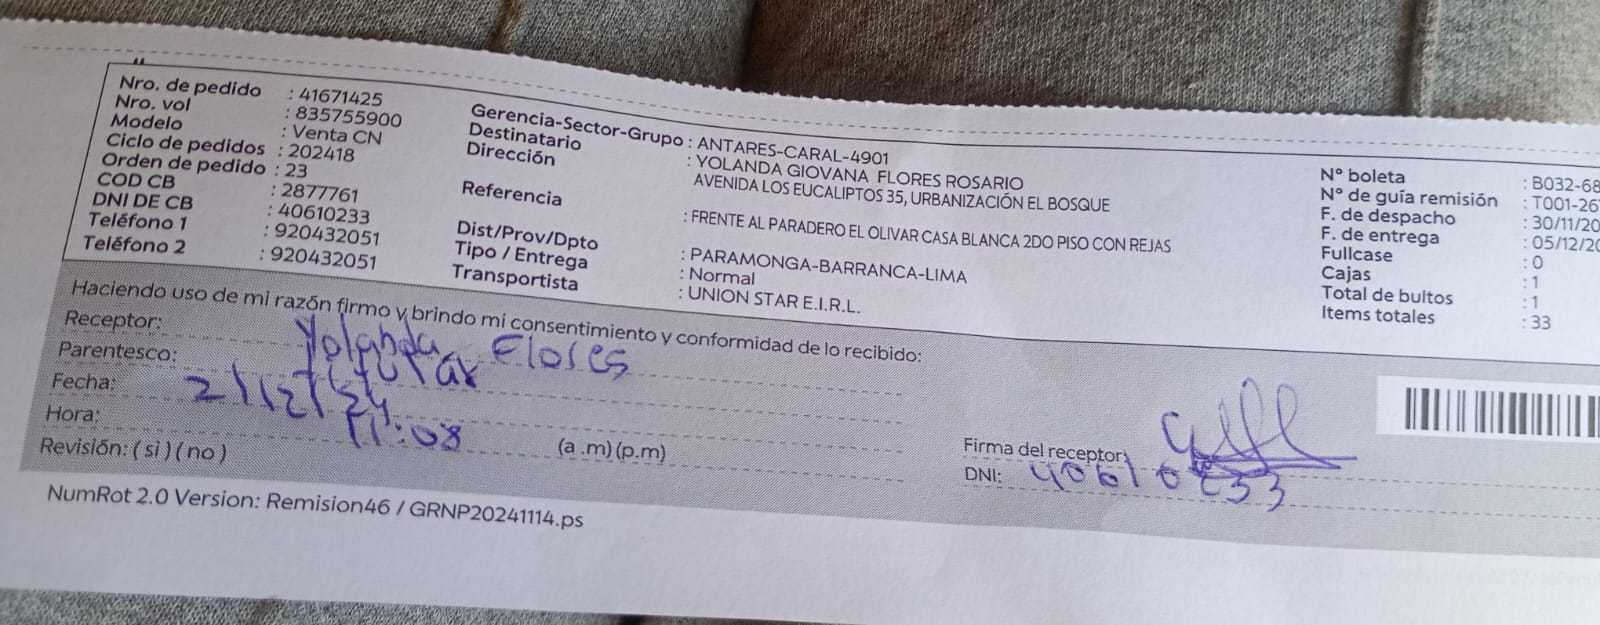 Nro. de pedido : 41671425
Nro. vol : 835755900
Modelo : Venta CN
Ciclo de pedidos : 202418
Orden de pedido : 23
COD CB : 2877761
DNI DE CB : 40610233
Teléfono 1 : 920432051
Teléfono 2 : 920432051
Gerencia-Sector-Grupo : ANTARES-CARAL-4901
Destinatario : YOLANDA GIOVANA FLORES ROSARIO
Dirección AVENIDA LOS EUCALIPTOS 35, URBANIZACIÓN EL BOSQUE
Referencia : FRENTE AL PARADERO EL OLIVAR CASA BLANCA 2DO PISO CON REJAS
Dist/Prov/Dpto : PARAMONGA-BARRANCA-LIMA
Tipo / Entrega : Normal
Transportista : UNION STAR E.I.R.L.
N° boleta : B032-68
N° de guía remisión : T001-26
F. de despacho : 30/11/20
F. de entrega : 05/12/20
Fullcase : 0
Cajas : 1
Total de bultos : 1
Items totales : 33
Haciendo uso de mi razón firmo y brindo mi consentimiento y conformidad de lo recibido:
Receptor: Yolanda Flores
Parentesco: titular
Fecha: 2/12/24
Hora: 11:08 (a .m) (p.m)
Revisión: ( si ) ( no )
Firma del receptor:
DNI: 40610233
NumRot 2.0 Version: Remision46 / GRNP20241114.ps